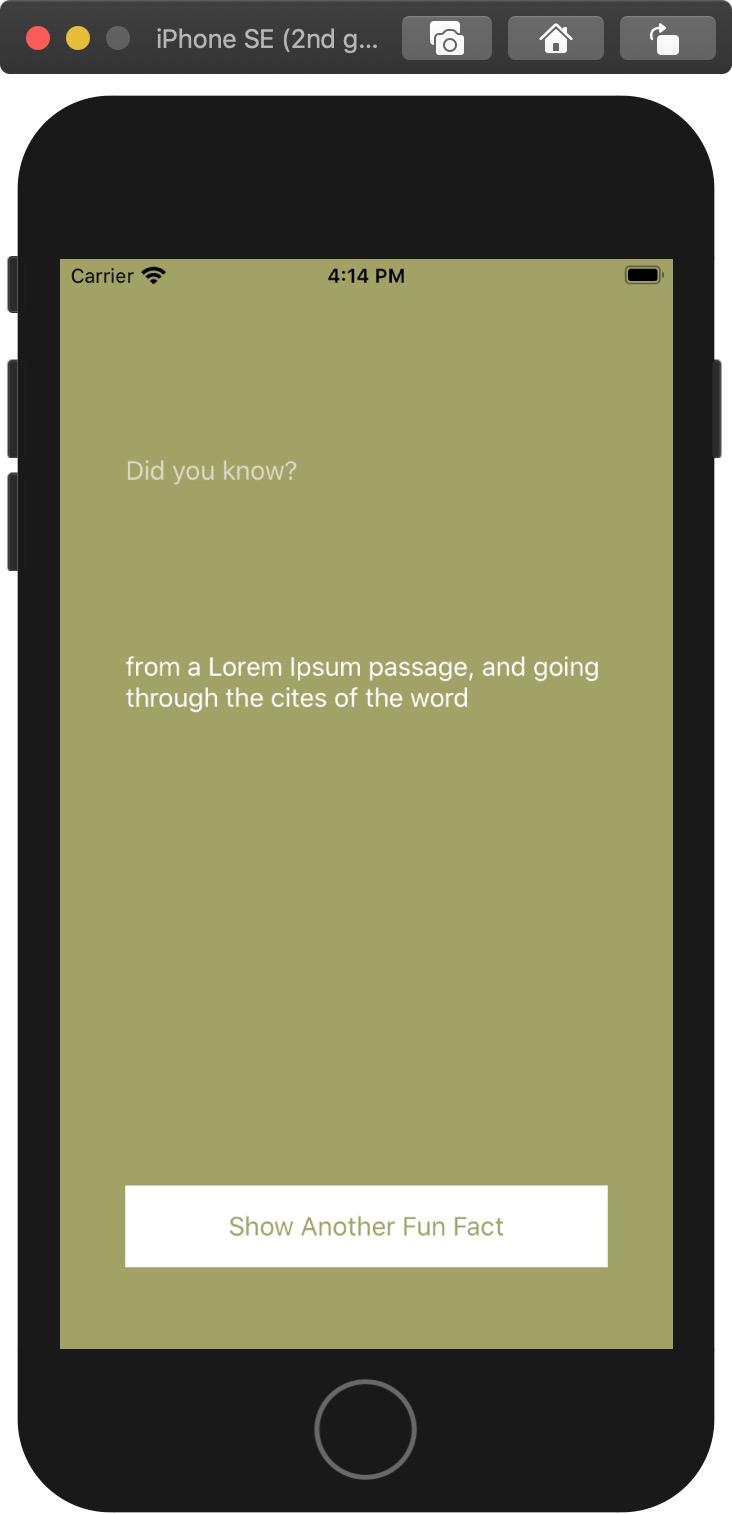 iPhone SE (2nd g...
Carrier 4:14 PM
Did you know?
from a Lorem Ipsum passage, and going
through the cites of the word
Show Another Fun Fact